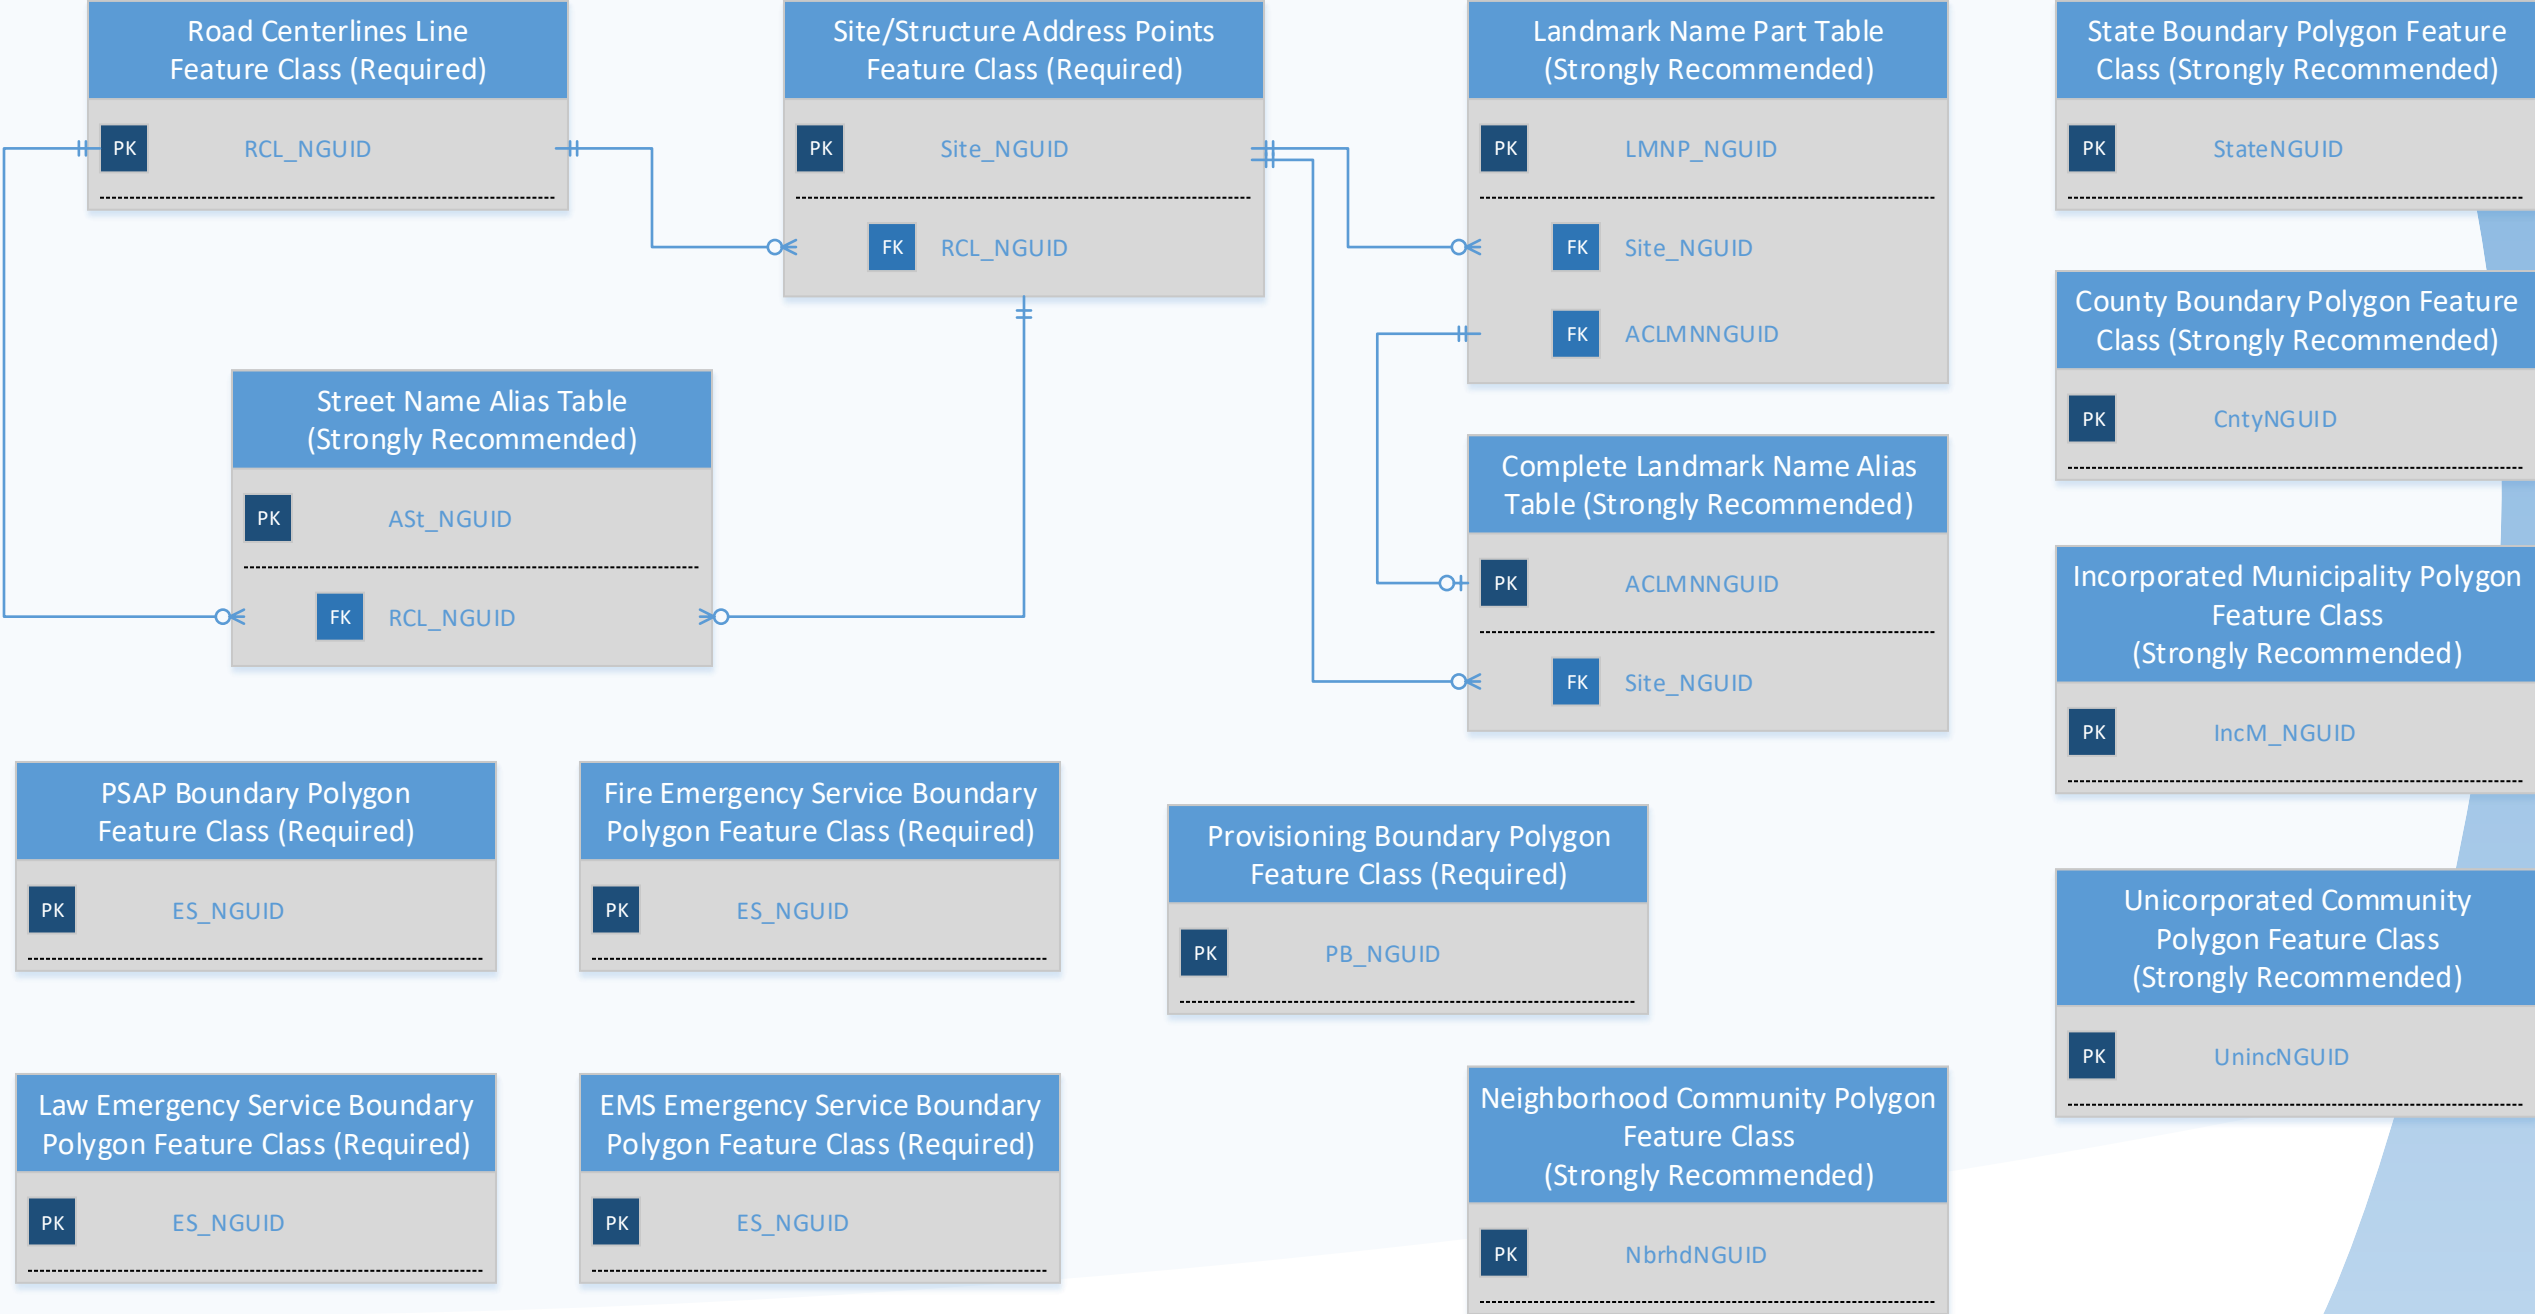 Road Centerlines Line
Feature Class (Required)
PK RCL_NGUID
Site/Structure Address Points
Feature Class (Required)
PK Site_NGUID
FK RCL_NGUID
Landmark Name Part Table
(Strongly Recommended)
PK LMNP_NGUID
FK Site_NGUID
FK ACLMNNGUID
State Boundary Polygon Feature
Class (Strongly Recommended)
PK StateNGUID
County Boundary Polygon Feature
Class (Strongly Recommended)
PK CntyNGUID
Street Name Alias Table
(Strongly Recommended)
PK ASt_NGUID
FK RCL_NGUID
Complete Landmark Name Alias
Table (Strongly Recommended)
PK ACLMNNGUID
FK Site_NGUID
Incorporated Municipality Polygon
Feature Class
(Strongly Recommended)
PK IncM_NGUID
PSAP Boundary Polygon
Feature Class (Required)
PK ES_NGUID
Fire Emergency Service Boundary
Polygon Feature Class (Required)
PK ES_NGUID
Provisioning Boundary Polygon
Feature Class (Required)
PK PB_NGUID
Unicorporated Community
Polygon Feature Class
(Strongly Recommended)
PK UnincNGUID
Law Emergency Service Boundary
Polygon Feature Class (Required)
PK ES_NGUID
EMS Emergency Service Boundary
Polygon Feature Class (Required)
PK ES_NGUID
Neighborhood Community Polygon
Feature Class
(Strongly Recommended)
PK NbrhdNGUID